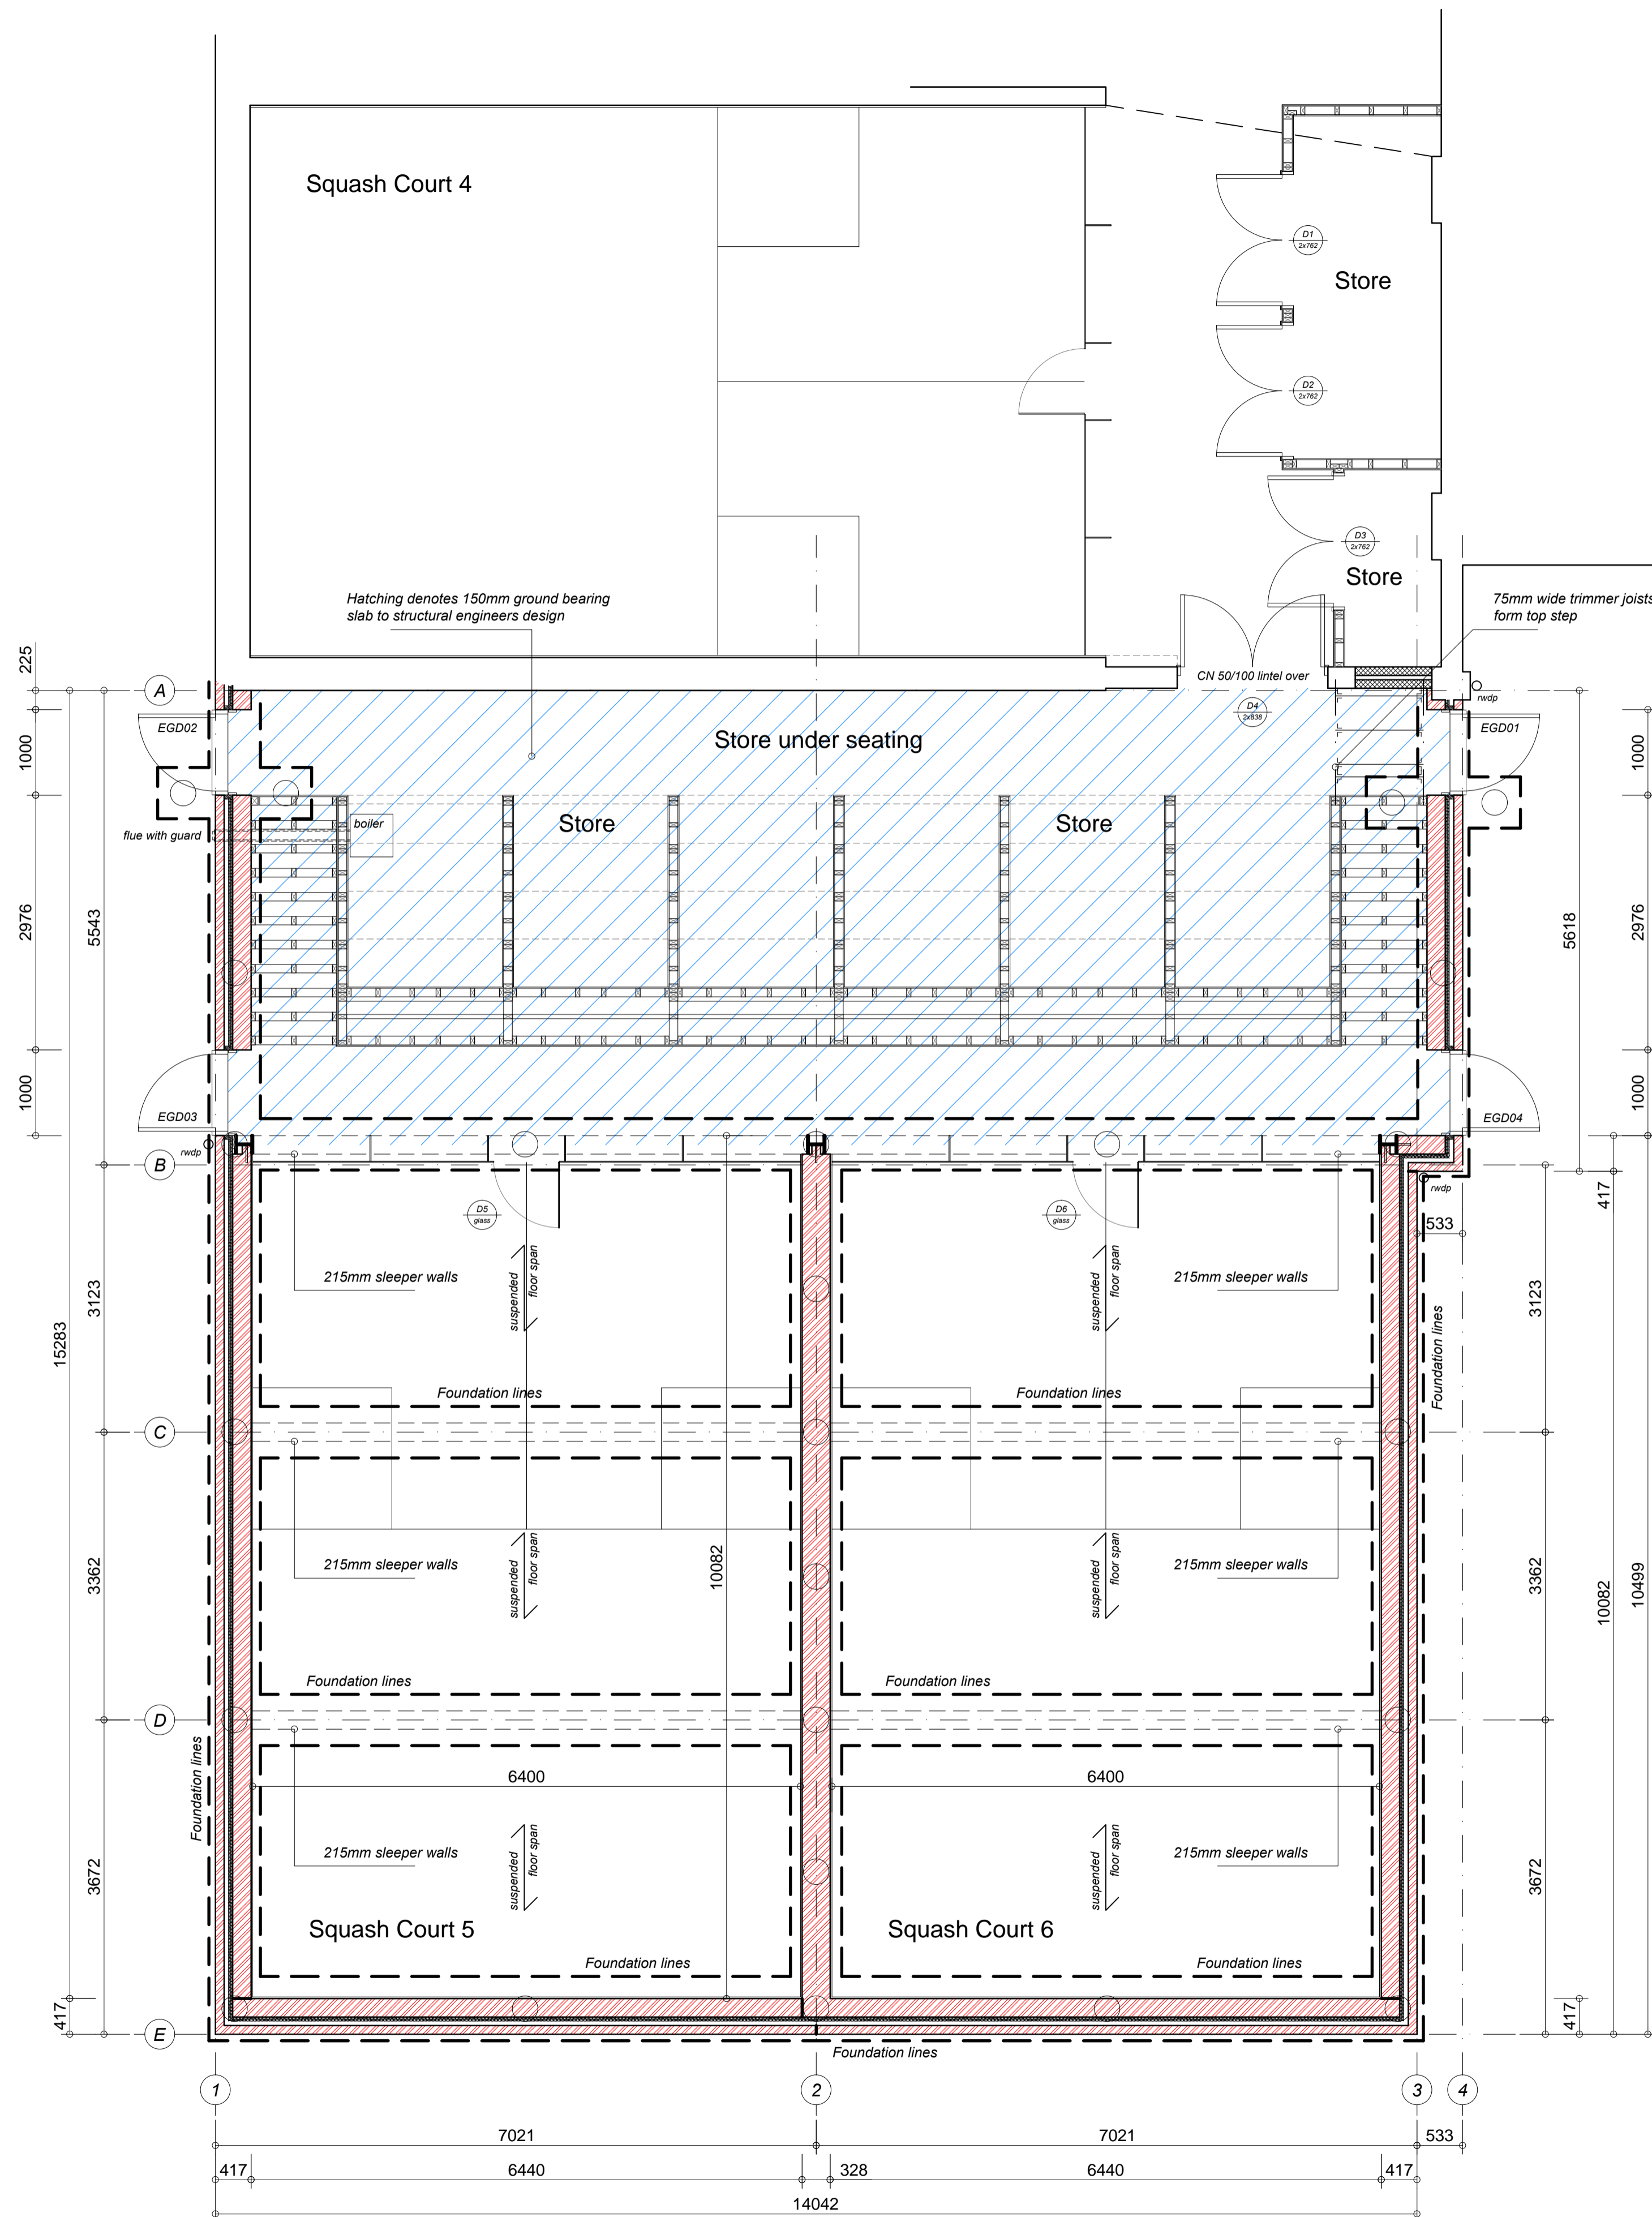 Squash Court 4
D1
2x762
Store
D2
2x762
D3
2x762
Store
Hatching denotes 150mm ground bearing
slab to structural engineers design
75mm wide trimmer joists
form top step
225
A
CN 50/100 lintel over
rwdp
D4
2x838
EGD02
EGD01
Store under seating
1000
1000
flue with guard
boiler
Store
Store
2976
5543
5618
2976
1000
1000
EGD03
EGD04
rwdp
B
rwdp
417
533
D5
glass
D6
glass
215mm sleeper walls
suspended
floor span
215mm sleeper walls
suspended
floor span
3123
15283
3123
Foundation lines
Foundation lines
Foundation lines
C
215mm sleeper walls
suspended
floor span
10082
215mm sleeper walls
suspended
floor span
3362
3362
10082
10499
Foundation lines
Foundation lines
D
Foundation lines
6400
6400
215mm sleeper walls
suspended
floor span
215mm sleeper walls
suspended
floor span
3672
3672
Squash Court 5
Squash Court 6
Foundation lines
Foundation lines
417
417
E
Foundation lines
1
2
3
4
7021
7021
533
417
6440
328
6440
417
14042